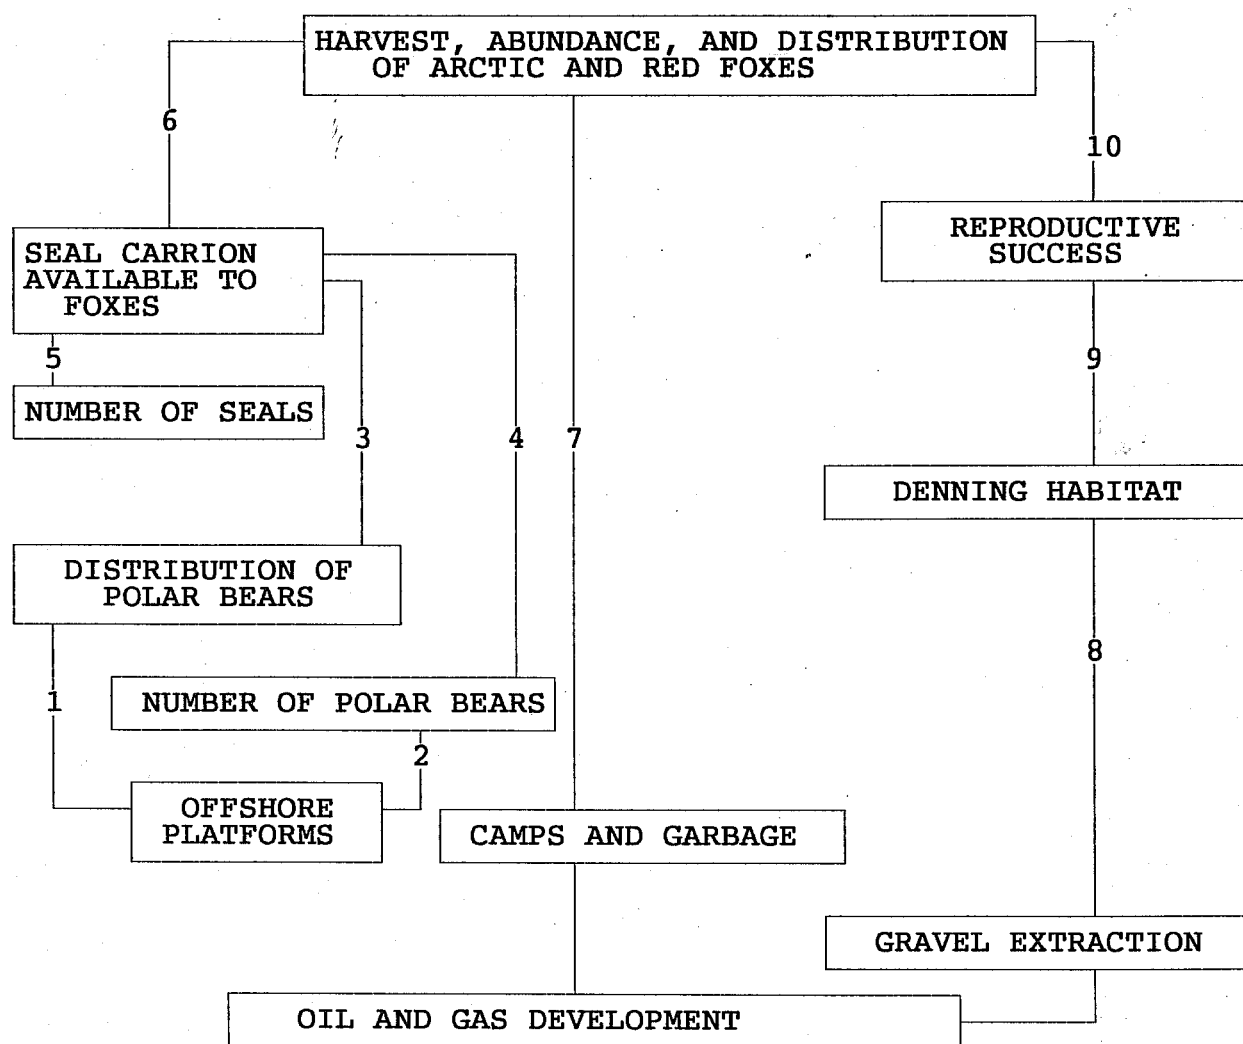 HARVEST, ABUNDANCE, AND DISTRIBUTION
OF ARCTIC AND RED FOXES
6
10
SEAL CARRION
AVAILABLE TO
FOXES
REPRODUCTIVE
SUCCESS
5
9
NUMBER OF SEALS
3
4
7
DENNING HABITAT
DISTRIBUTION OF
POLAR BEARS
8
1
NUMBER OF POLAR BEARS
2
OFFSHORE
PLATFORMS
CAMPS AND GARBAGE
GRAVEL EXTRACTION
OIL AND GAS DEVELOPMENT